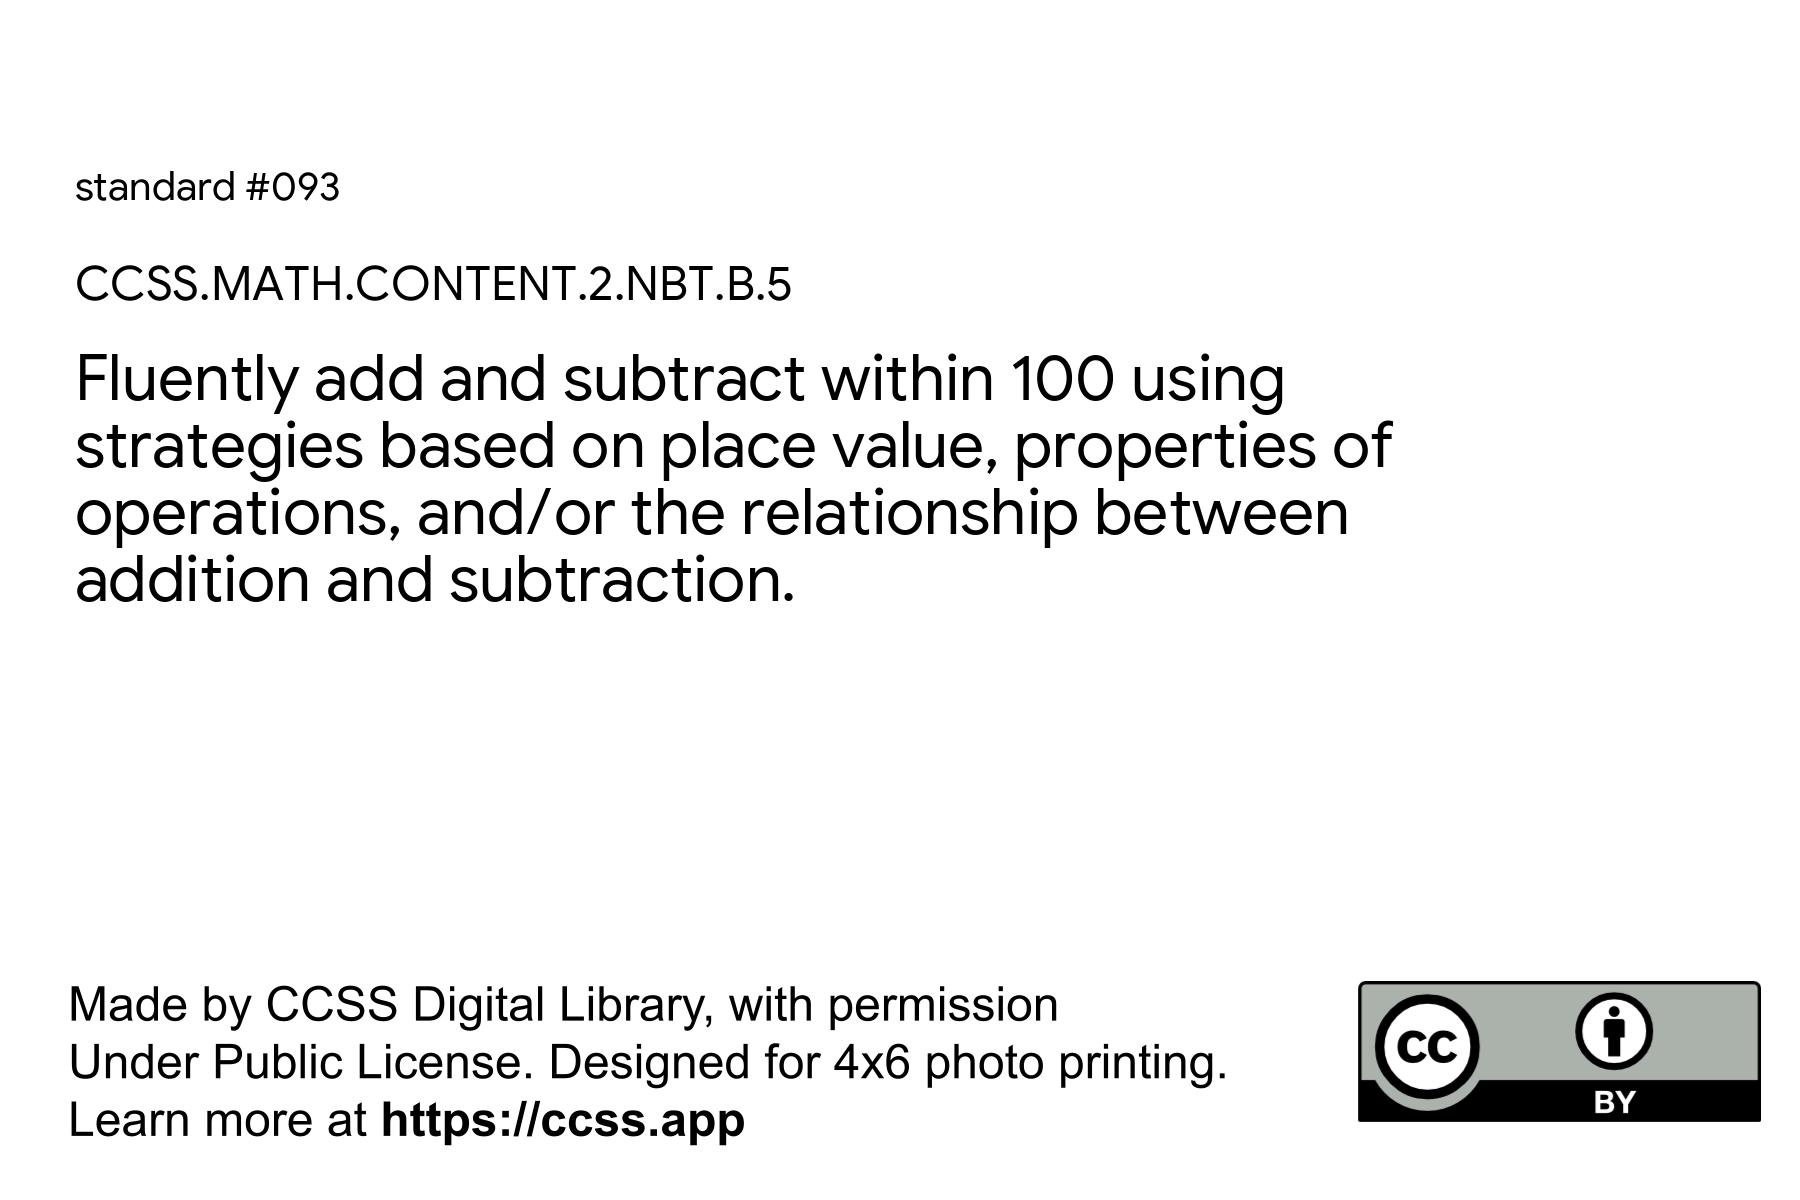 standard #093
CCSS.MATH.CONTENT.2.NBT.B.5
Fluently add and subtract within 100 using
strategies based on place value, properties of
operations, and/or the relationship between
addition and subtraction.
Made by CCSS Digital Library, with permission
Under Public License. Designed for 4x6 photo printing.
Learn more at https://ccss.app
cc
BY